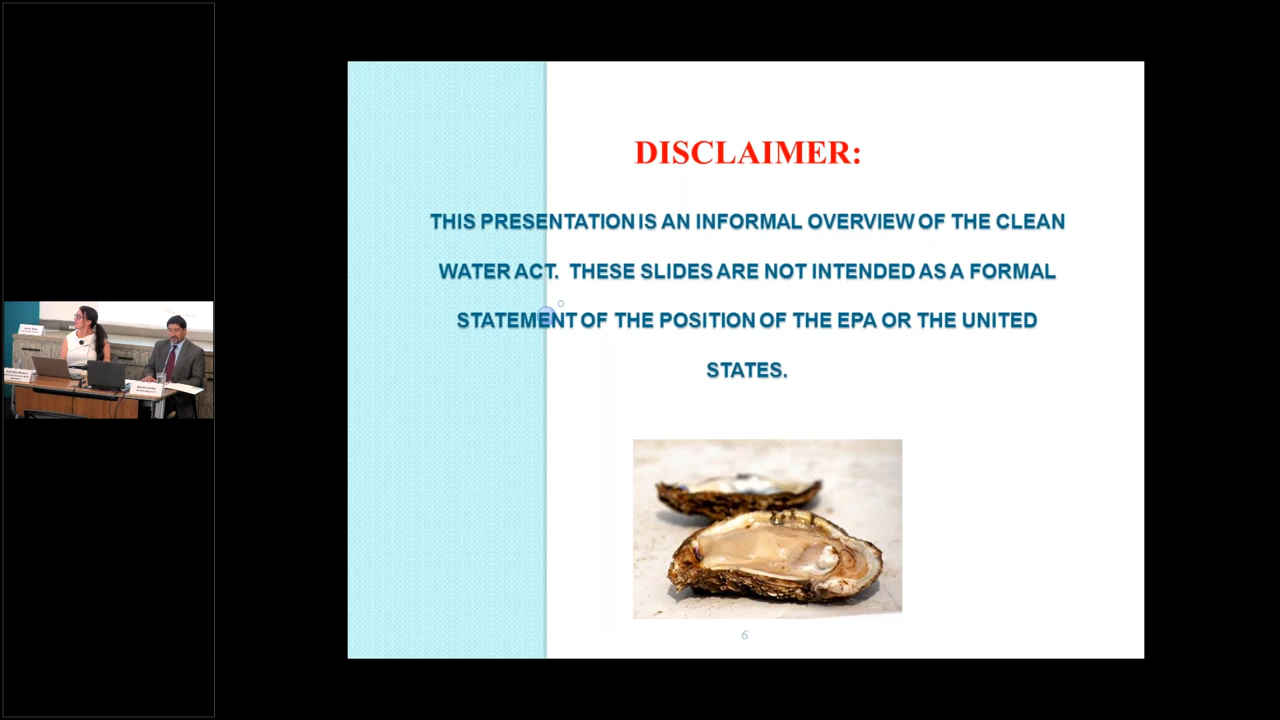 DISCLAIMER:
THIS PRESENTATION IS AN INFORMAL OVERVIEW OF THE CLEAN
WATER ACT. THESE SLIDES ARE NOT INTENDED AS A FORMAL
STATEMENT OF THE POSITION OF THE EPA OR THE UNITED
STATES.
6